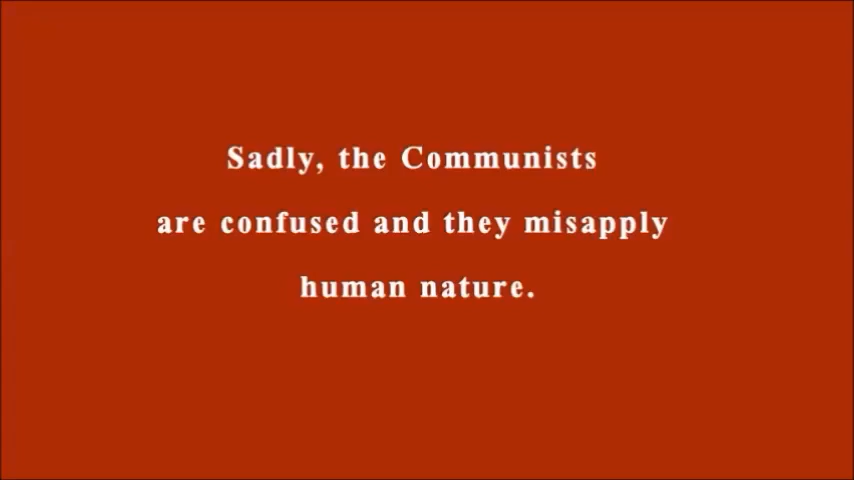 Sadly, the Communists
are confused and they misapply
human nature.